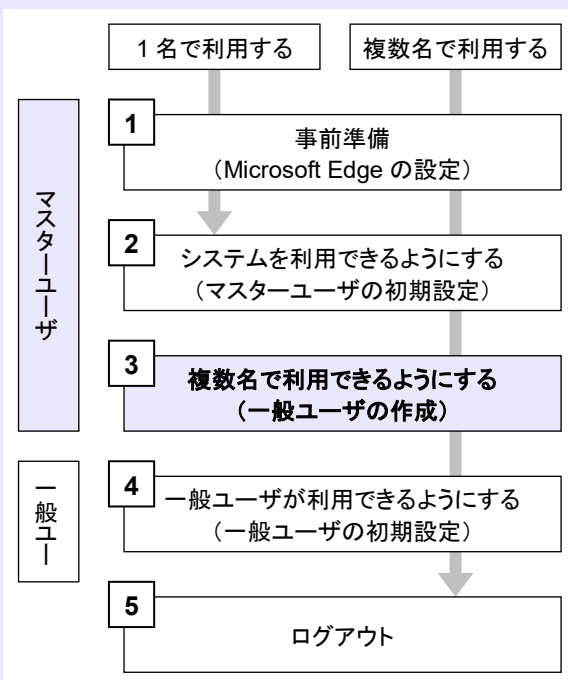 1 名で利用する
複数名で利用する
マスターユーザ
1
事前準備
（Microsoft Edge の設定）
2
システムを利用できるようにする
（マスターユーザの初期設定）
3
複数名で利用できるようにする
（一般ユーザの作成）
一般ユー
4
一般ユーザが利用できるようにする
（一般ユーザの初期設定）
5
ログアウト